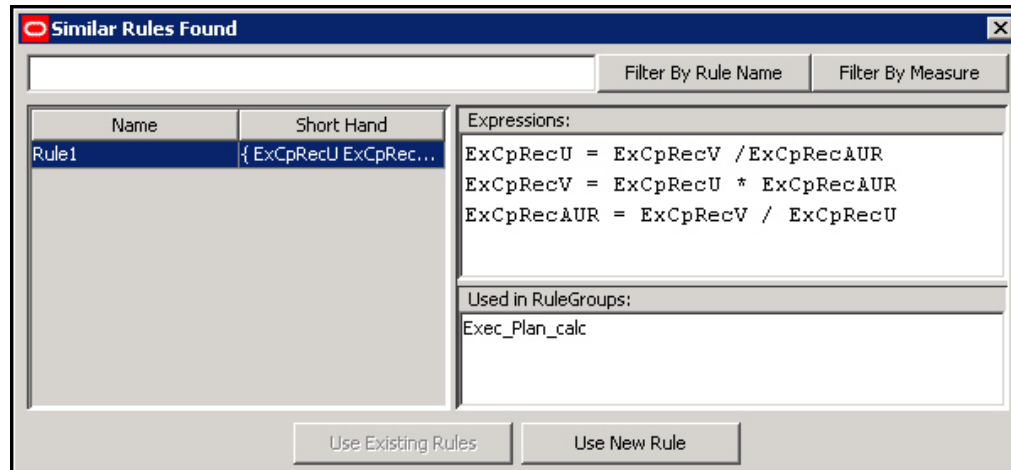 Similar Rules Found
Filter By Rule Name Filter By Measure
Name Short Hand
Rule1 { ExCpRecU ExCpRec...
Expressions:
ExCpRecU = ExCpRecV /ExCpRecAUR
ExCpRecV = ExCpRecU * ExCpRecAUR
ExCpRecAUR = ExCpRecV / ExCpRecU
Used in RuleGroups:
Exec_Plan_calc
Use Existing Rules Use New Rule